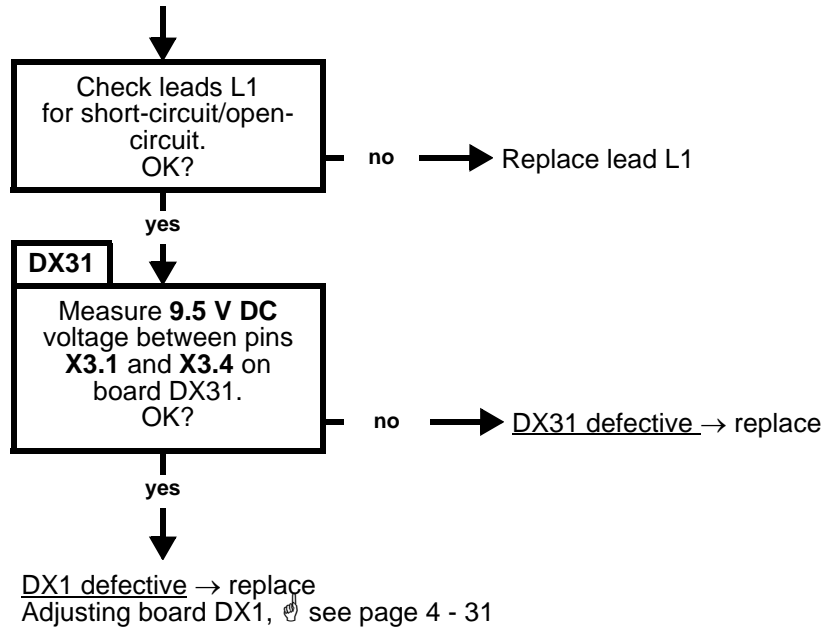 Check leads L1
for short-circuit/open-
circuit.
OK?
no
Replace lead L1
yes
DX31
Measure 9.5 V DC
voltage between pins
X3.1 and X3.4 on
board DX31.
OK?
no
DX31 defective → replace
yes
DX1 defective → replace
Adjusting board DX1, ☝ see page 4 - 31